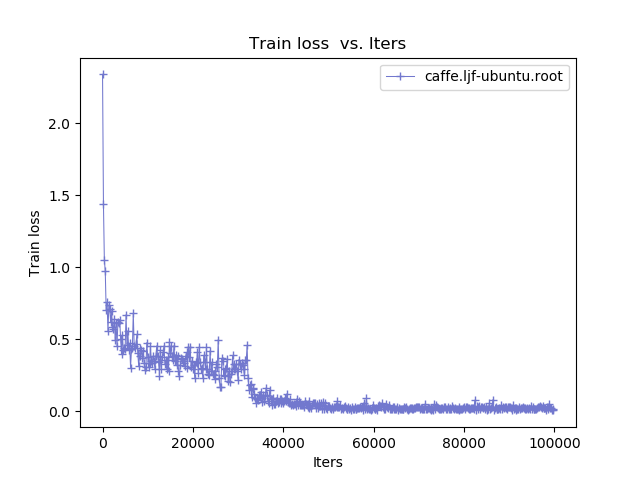 Train loss  vs. Iters
caffe.ljf-ubuntu.root
Train loss
2.0
1.5
1.0
0.5
0.0
0 20000 40000 60000 80000 100000
Iters